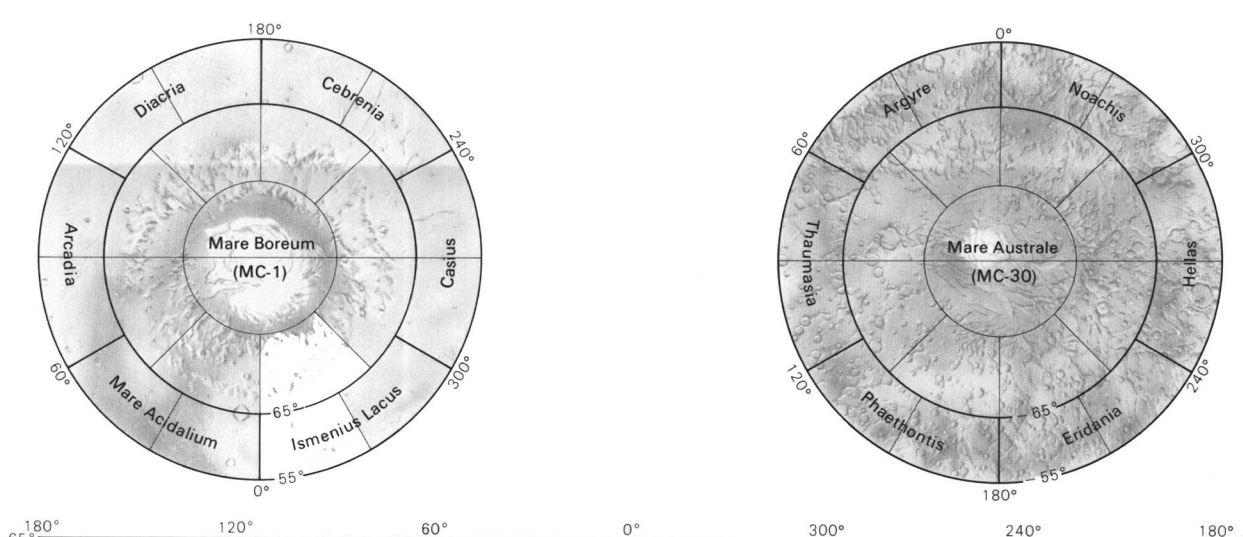 180°
Diacria
Cebrenia
120°
240°
Arcadia
Mare Boreum
(MC-1)
Casius
60°
300°
Mare Acidalium
65°
Ismenius Lacus
55°
0°
0°
Argyre
Noachis
60°
300°
Thaumasia
Mare Australe
(MC-30)
Hellas
120°
240°
Phaethontis
–65°
Eridania
–55°
180°
180°
120°
60°
0°
300°
240°
180°
65°